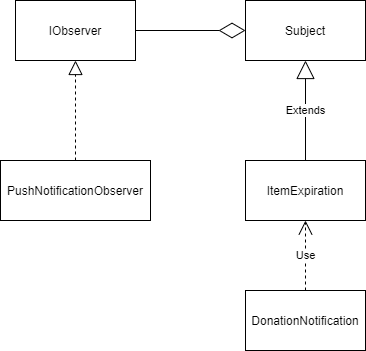 IObserver
Subject
Extends
PushNotificationObserver
ItemExpiration
Use
DonationNotification